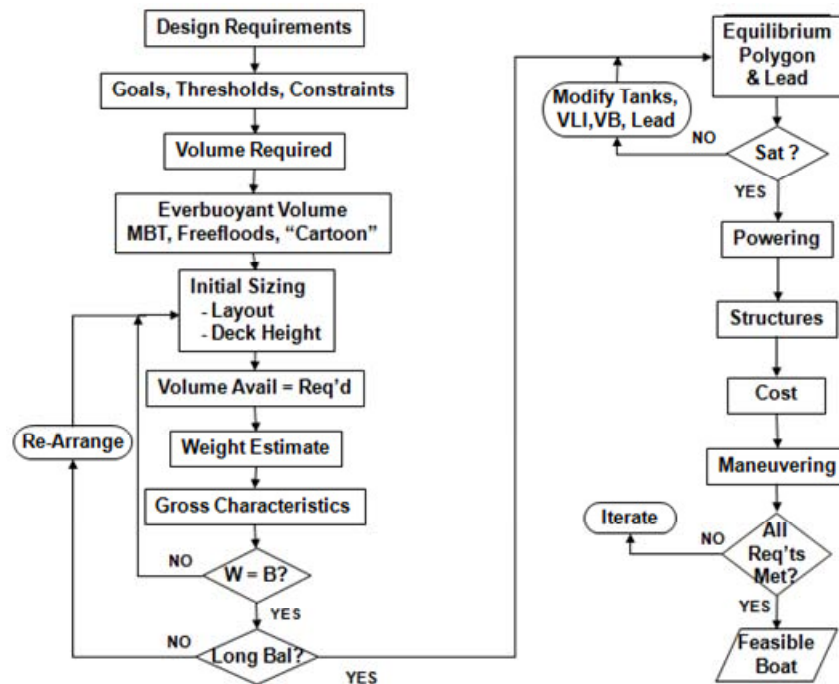 Design Requirements
Goals, Thresholds, Constraints
Volume Required
Everbuoyant Volume
MBT, Freefloods, “Cartoon”
Initial Sizing
- Layout
- Deck Height
Volume Avail = Req'd
Re-Arrange
Weight Estimate
Gross Characteristics
NO
W = B?
YES
NO
Long Bal?
YES
Equilibrium
Polygon
& Lead
Modify Tanks,
VLI,VB, Lead
NO
Sat ?
YES
Powering
Structures
Cost
Maneuvering
Iterate
NO
All
Req'ts
Met?
YES
Feasible
Boat